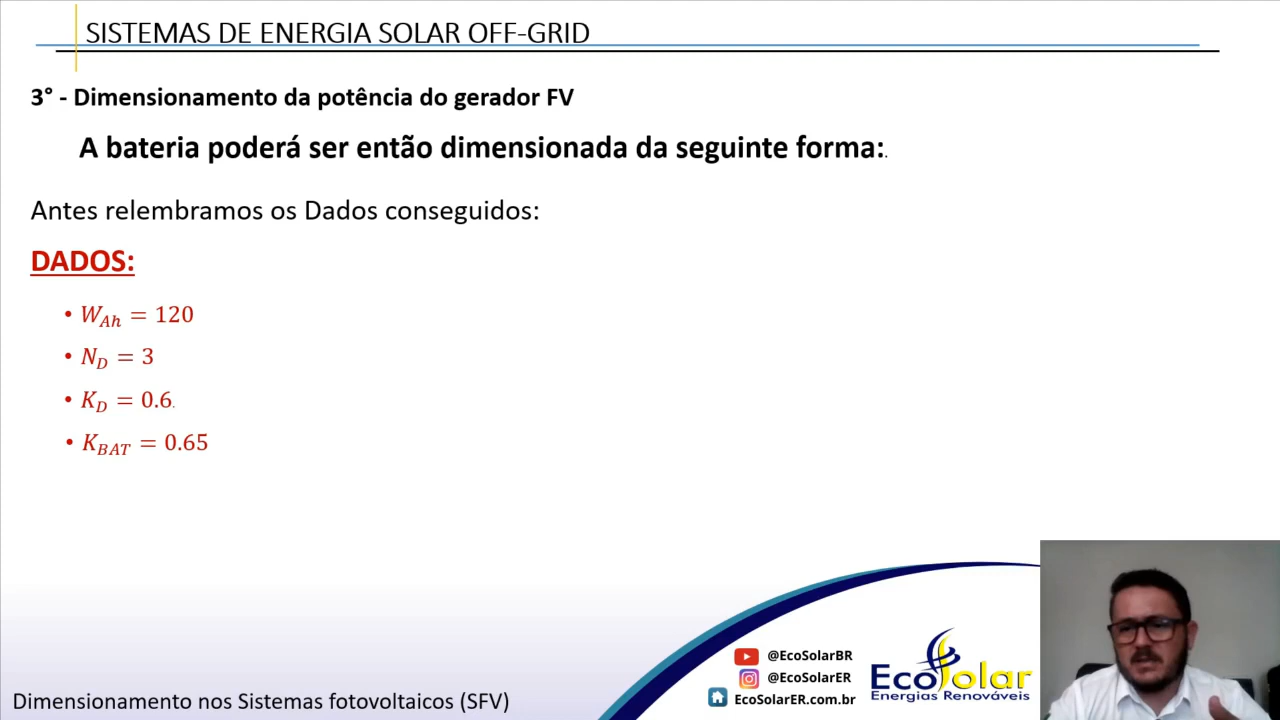 SISTEMAS DE ENERGIA SOLAR OFF-GRID
3° - Dimensionamento da potência do gerador FV
A bateria poderá ser então dimensionada da seguinte forma:.
Antes relembramos os Dados conseguidos:
DADOS:
• W_Ah = 120
• N_D = 3
• K_D = 0.6.
• K_BAT = 0.65
@EcoSolarBR
@EcoSolarER
EcoSolarER.com.br
EcoSolar
Energias Renováveis
Dimensionamento nos Sistemas fotovoltaicos (SFV)